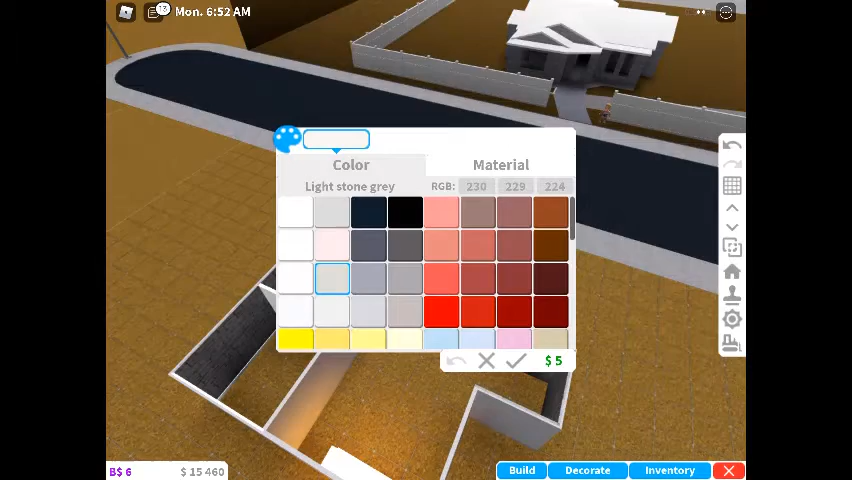 13
Mon. 6:52 AM
Color
Material
Light stone grey
RGB: 230 229 224
$ 5
B$ 6
$ 15 460
Build
Decorate
Inventory